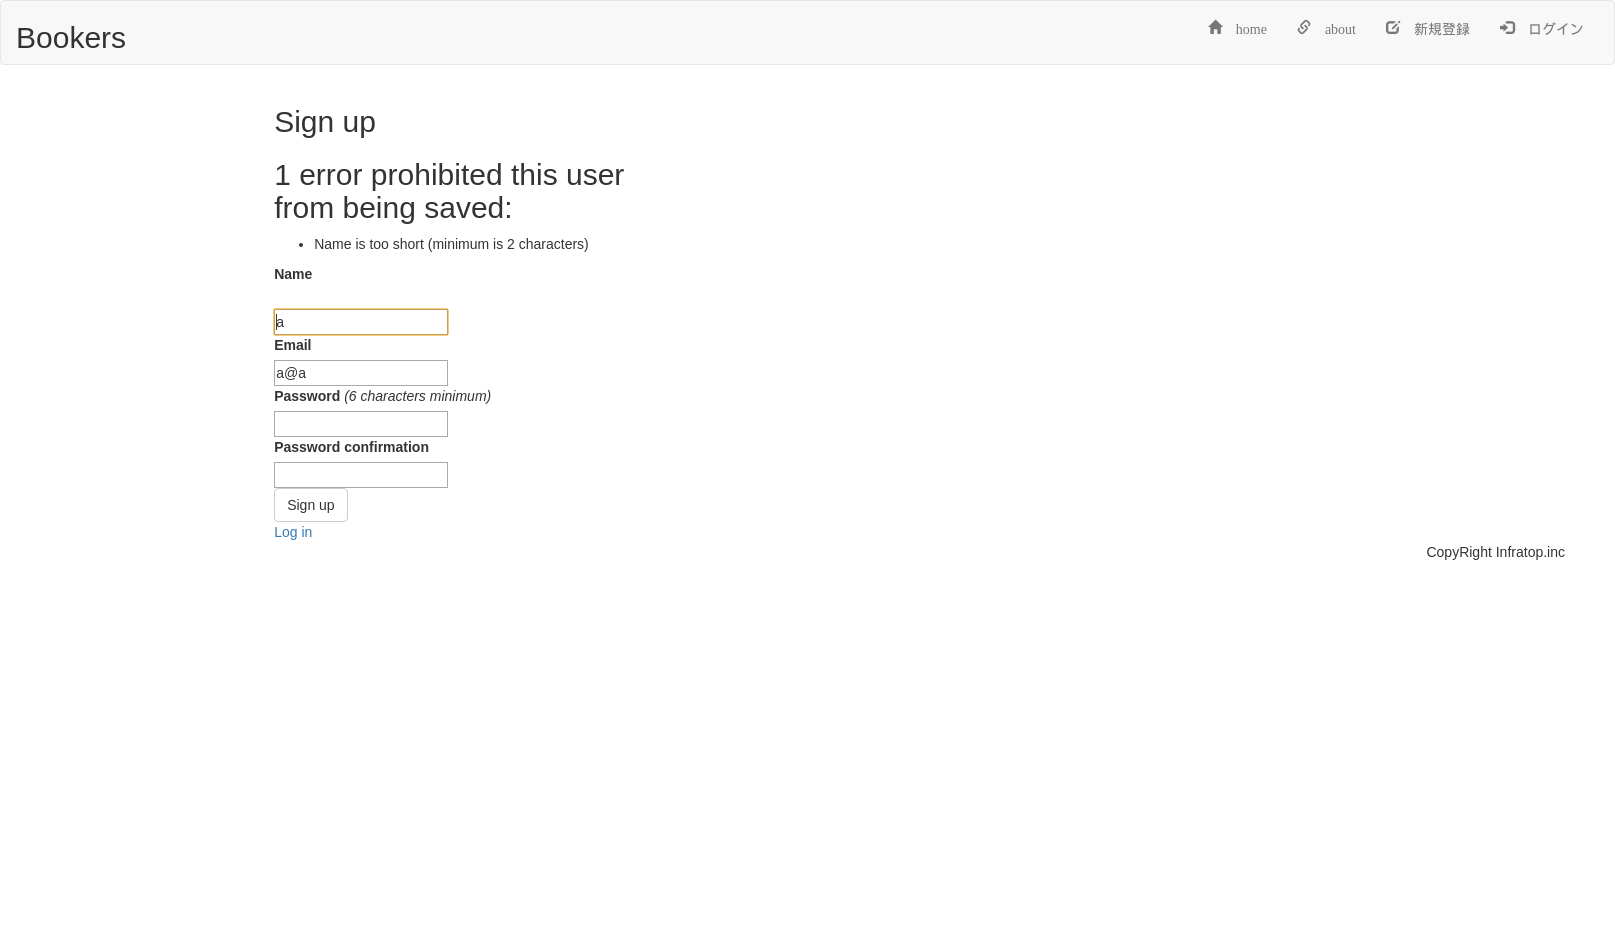 Bookers
home
about
新規登録
ログイン
Sign up
1 error prohibited this user
from being saved:
Name is too short (minimum is 2 characters)
Name
a
Email
a@a
Password (6 characters minimum)
Password confirmation
Sign up
Log in
CopyRight Infratop.inc